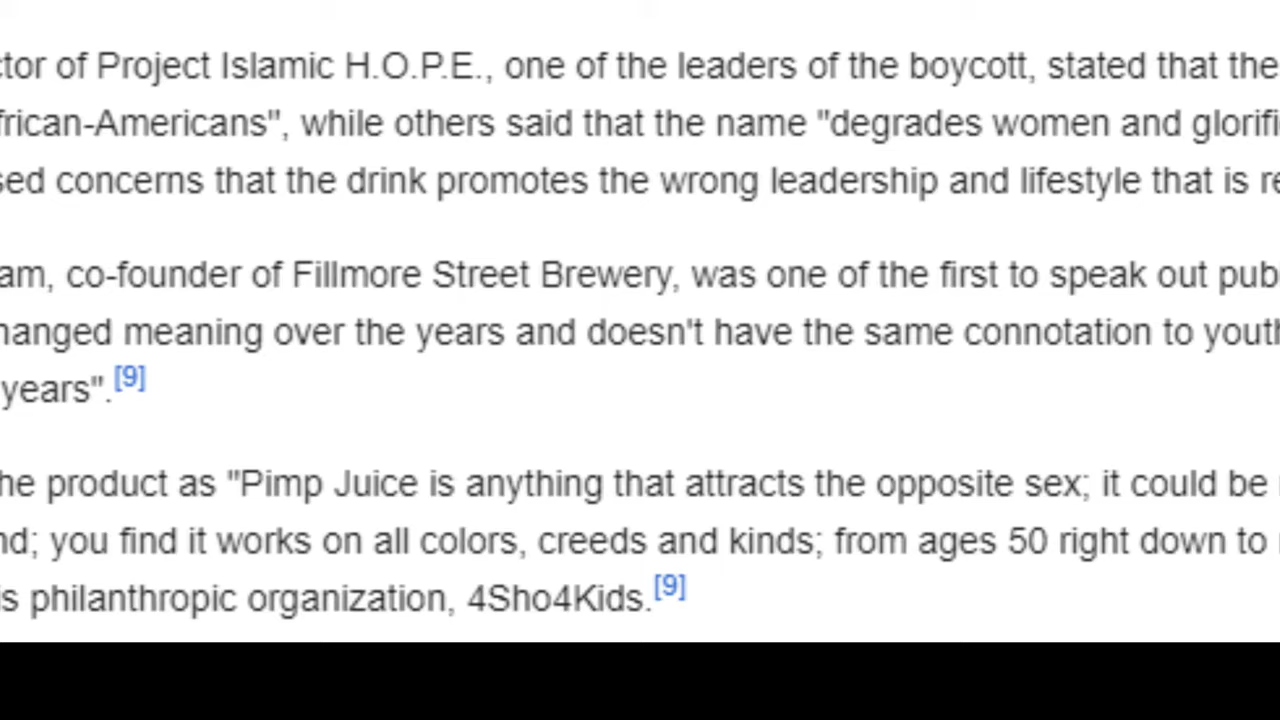 ctor of Project Islamic H.O.P.E., one of the leaders of the boycott, stated that the
frican-Americans", while others said that the name "degrades women and glorifi
sed concerns that the drink promotes the wrong leadership and lifestyle that is re
am, co-founder of Fillmore Street Brewery, was one of the first to speak out pub
hanged meaning over the years and doesn't have the same connotation to youth
years".[9]
he product as "Pimp Juice is anything that attracts the opposite sex; it could be
nd; you find it works on all colors, creeds and kinds; from ages 50 right down to
is philanthropic organization, 4Sho4Kids.[9]